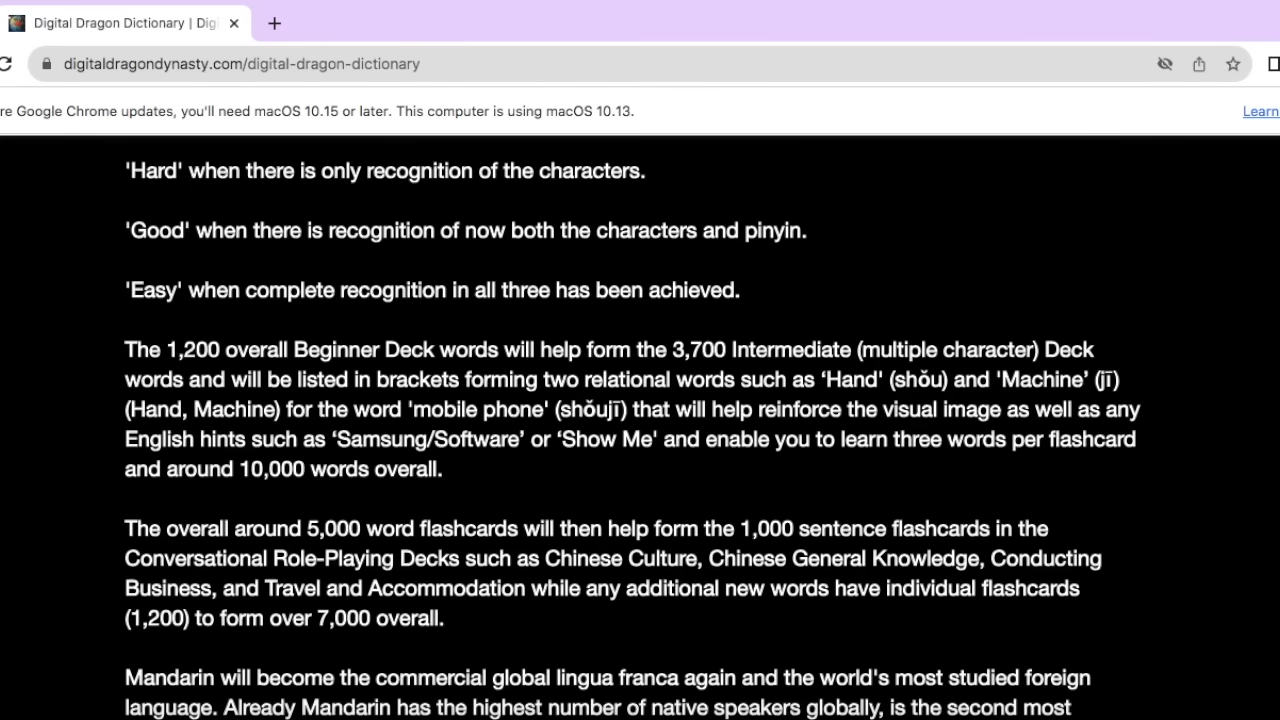 Digital Dragon Dictionary | Dig
digitaldragondynasty.com/digital-dragon-dictionary
re Google Chrome updates, you'll need macOS 10.15 or later. This computer is using macOS 10.13.
Learn
'Hard' when there is only recognition of the characters.
'Good' when there is recognition of now both the characters and pinyin.
'Easy' when complete recognition in all three has been achieved.
The 1,200 overall Beginner Deck words will help form the 3,700 Intermediate (multiple character) Deck
words and will be listed in brackets forming two relational words such as ‘Hand' (shǒu) and 'Machine’ (jī)
(Hand, Machine) for the word 'mobile phone' (shǒujī) that will help reinforce the visual image as well as any
English hints such as ‘Samsung/Software’ or ‘Show Me' and enable you to learn three words per flashcard
and around 10,000 words overall.
The overall around 5,000 word flashcards will then help form the 1,000 sentence flashcards in the
Conversational Role-Playing Decks such as Chinese Culture, Chinese General Knowledge, Conducting
Business, and Travel and Accommodation while any additional new words have individual flashcards
(1,200) to form over 7,000 overall.
Mandarin will become the commercial global lingua franca again and the world's most studied foreign
language. Already Mandarin has the highest number of native speakers globally, is the second most